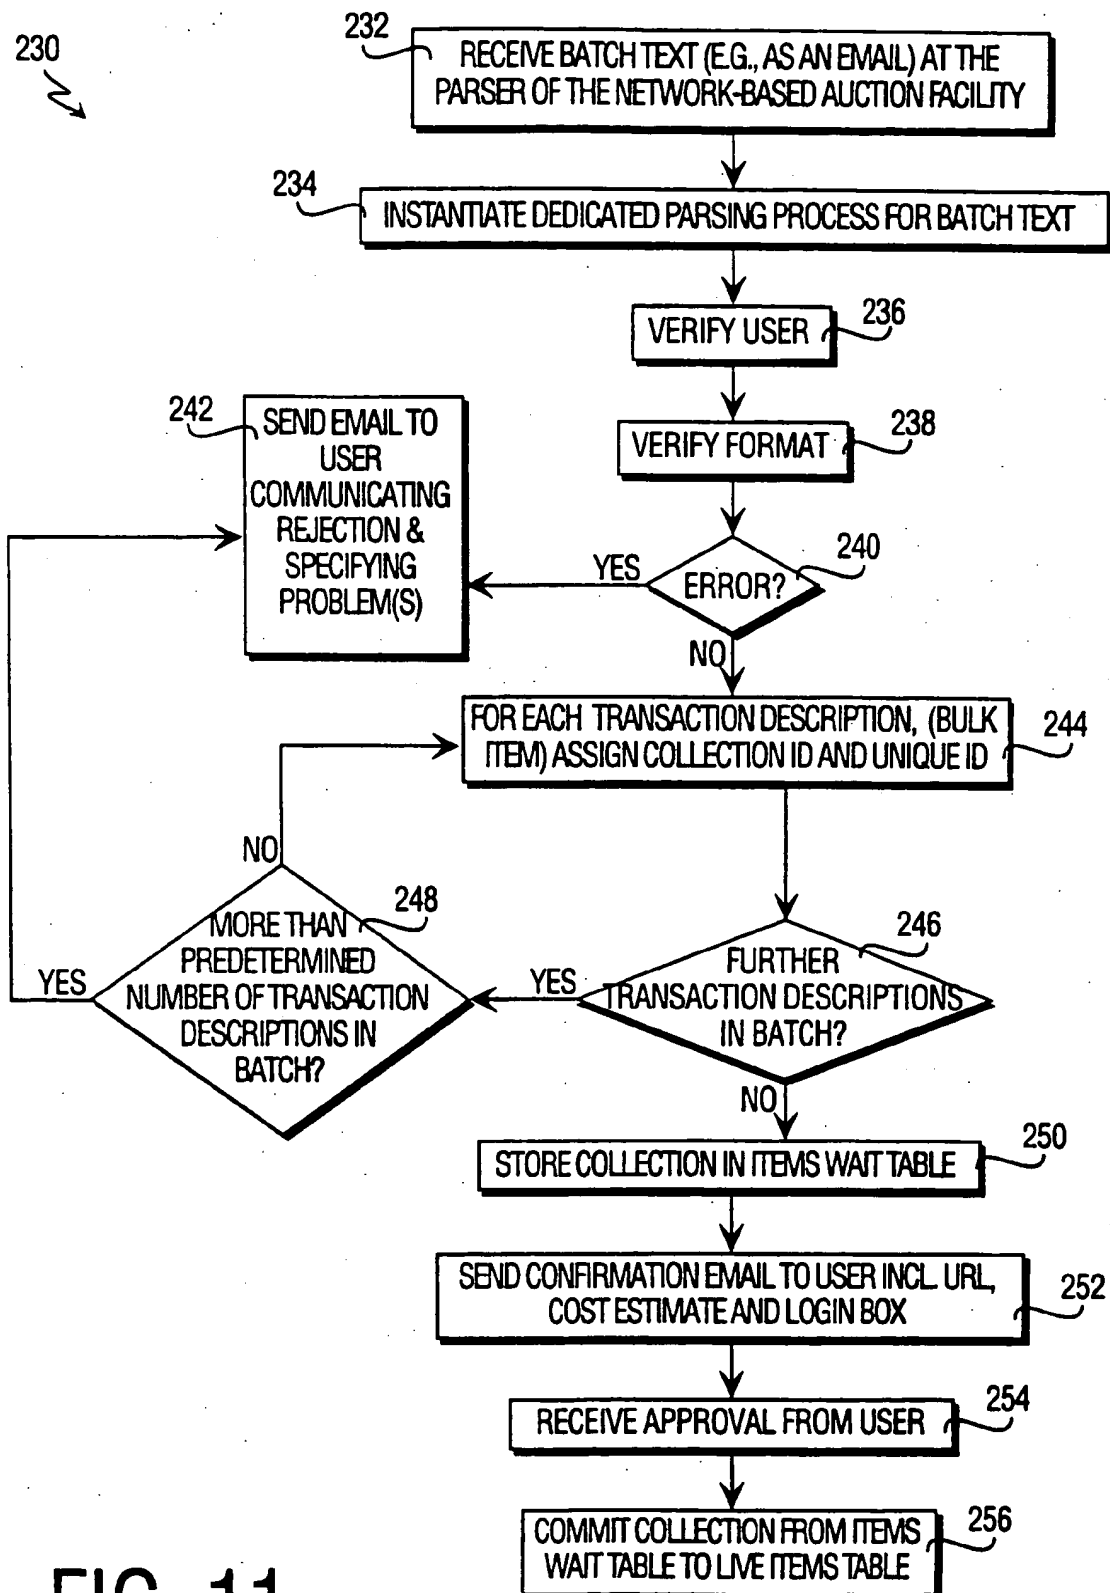 230
232
RECEIVE BATCH TEXT (E.G., AS AN EMAIL) AT THE
PARSER OF THE NETWORK-BASED AUCTION FACILITY
234
INSTANTIATE DEDICATED PARSING PROCESS FOR BATCH TEXT
VERIFY USER
236
VERIFY FORMAT
238
242
SEND EMAIL TO
USER
COMMUNICATING
REJECTION &
SPECIFYING
PROBLEM(S)
YES
ERROR?
240
NO
FOR EACH TRANSACTION DESCRIPTION, (BULK
ITEM) ASSIGN COLLECTION ID AND UNIQUE ID
244
NO
248
MORE THAN
PREDETERMINED
NUMBER OF TRANSACTION
DESCRIPTIONS IN
BATCH?
YES
YES
246
FURTHER
TRANSACTION DESCRIPTIONS
IN BATCH?
NO
STORE COLLECTION IN ITEMS WAIT TABLE
250
SEND CONFIRMATION EMAIL TO USER INCL. URL,
COST ESTIMATE AND LOGIN BOX
252
RECEIVE APPROVAL FROM USER
254
COMMIT COLLECTION FROM ITEMS
WAIT TABLE TO LIVE ITEMS TABLE
256
FIG. 11